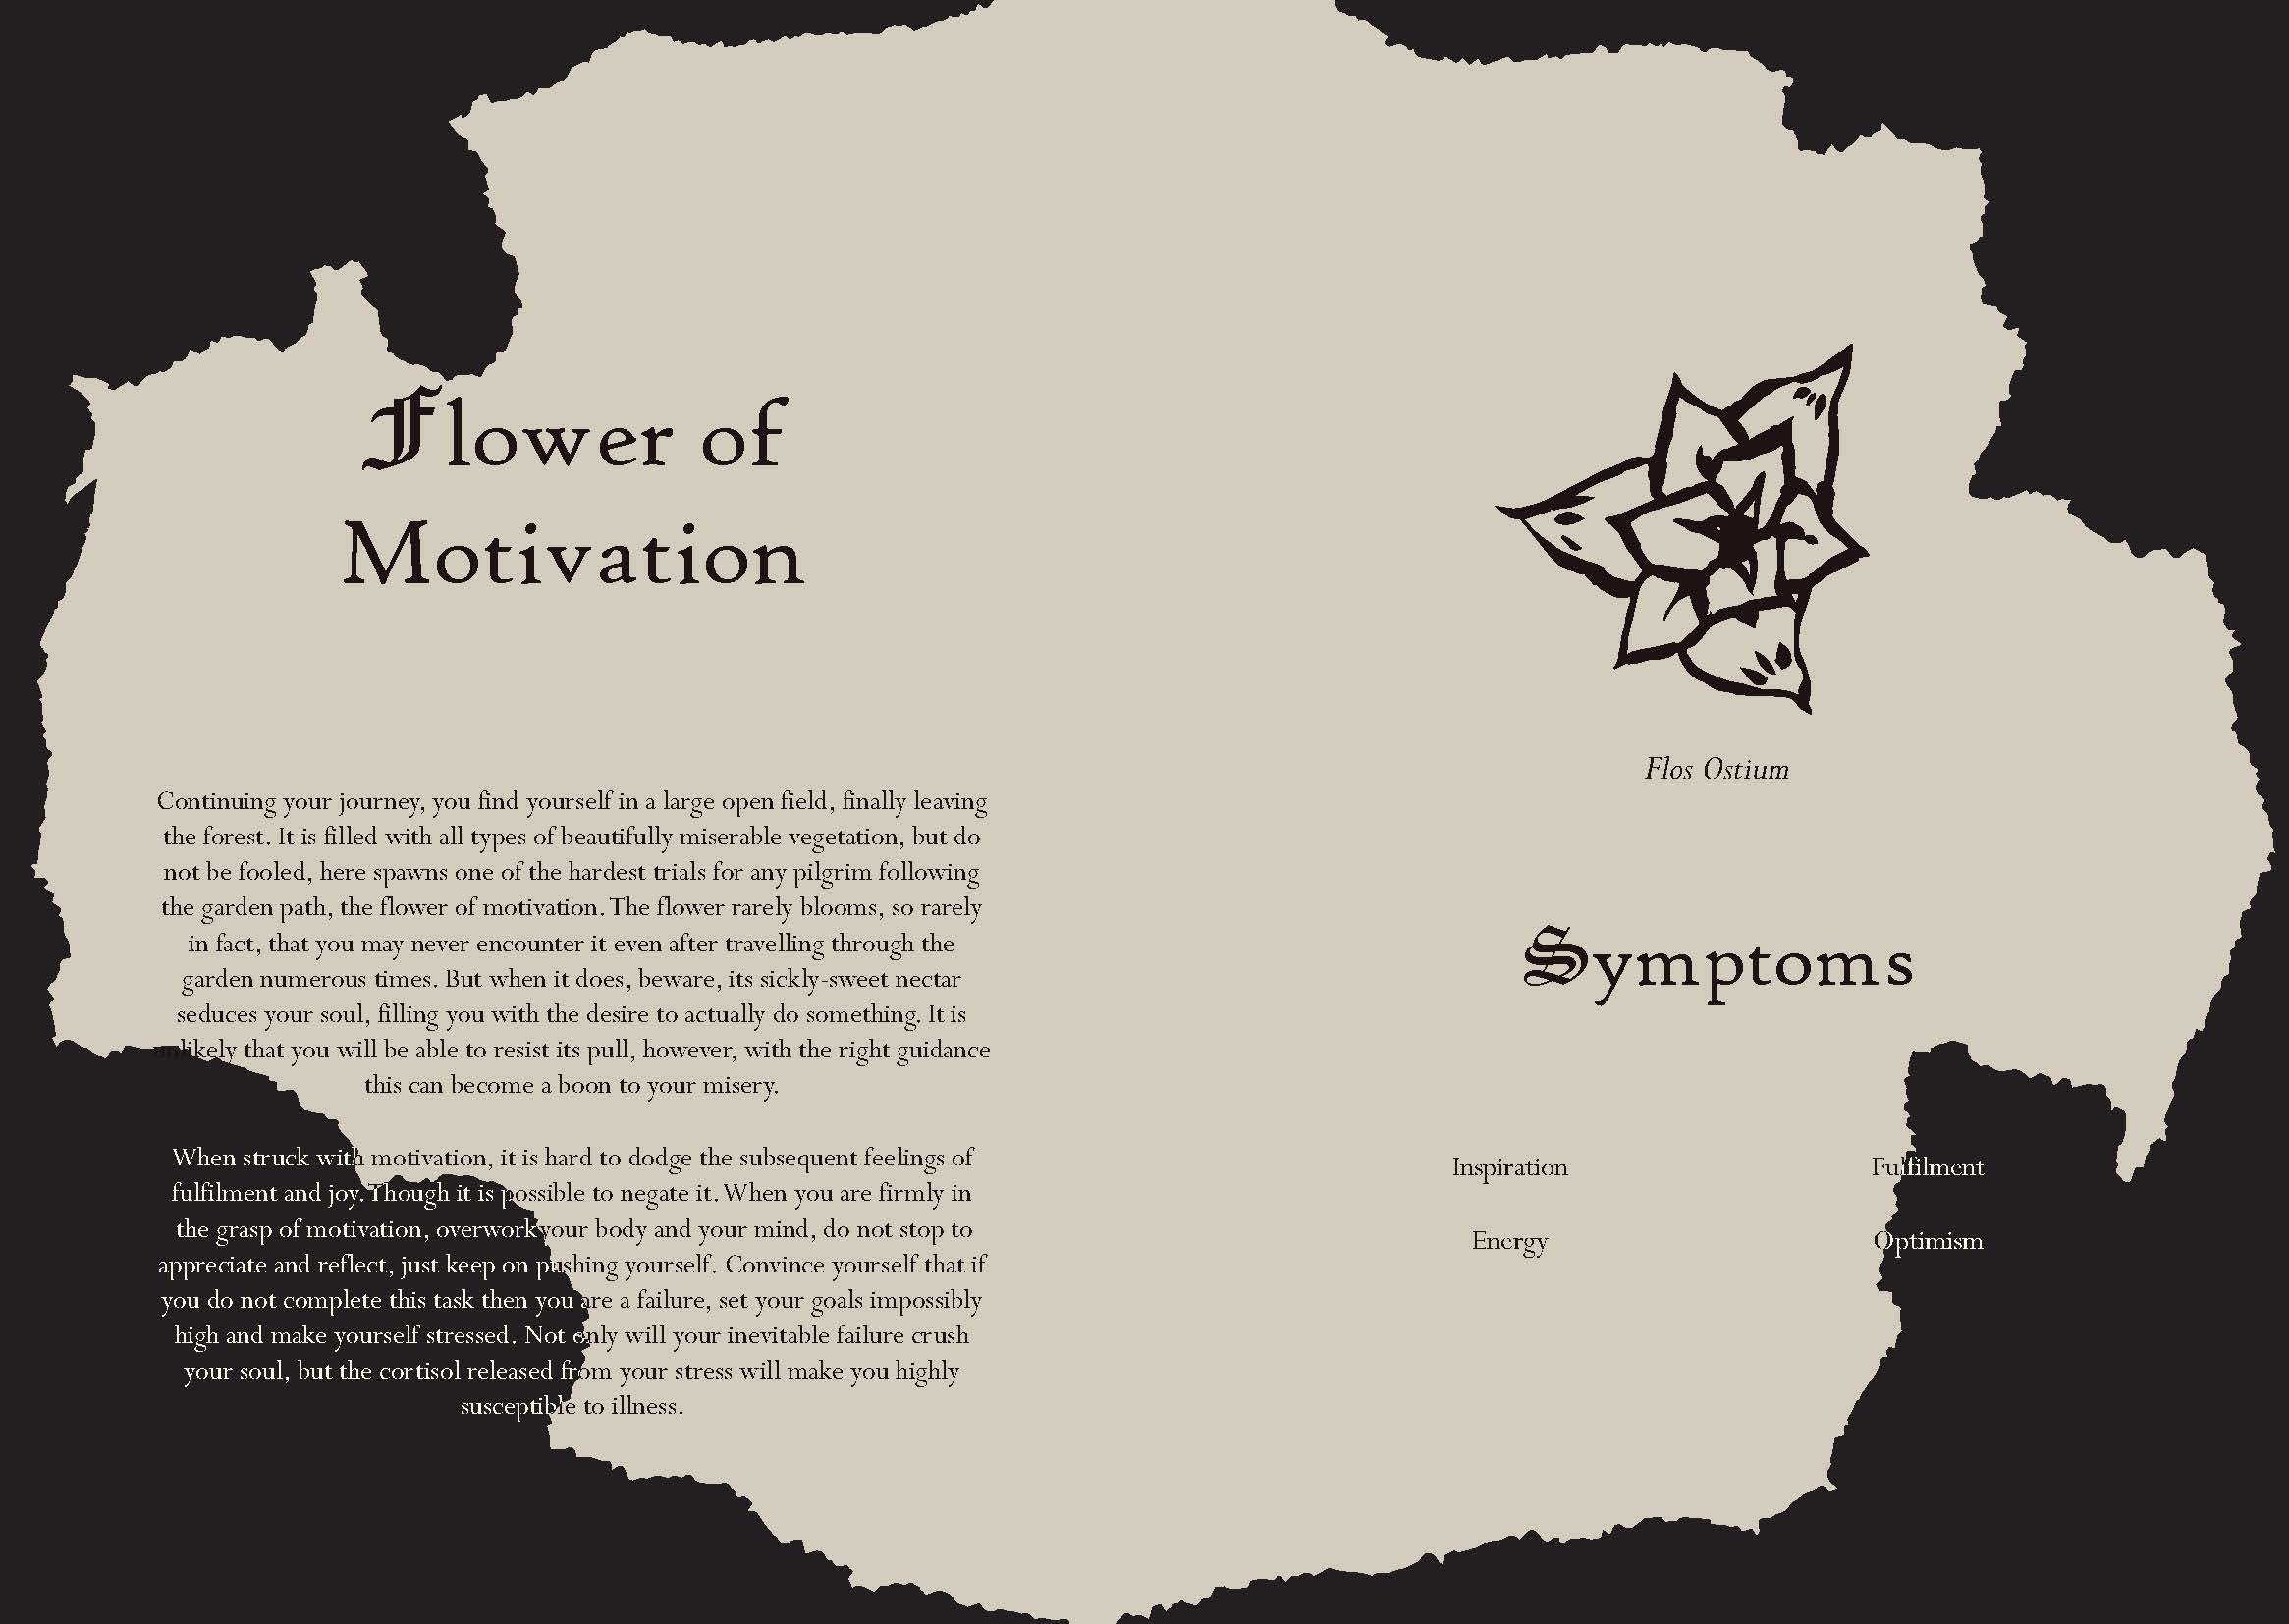 Flower of
Motivation
Continuing your journey, you find yourself in a large open field, finally leaving
the forest. It is filled with all types of beautifully miserable vegetation, but do
not be fooled, here spawns one of the hardest trials for any pilgrim following
the garden path, the flower of motivation. The flower rarely blooms, so rarely
in fact, that you may never encounter it even after travelling through the
garden numerous times. But when it does, beware, its sickly-sweet nectar
seduces your soul, filling you with the desire to actually do something. It is
unlikely that you will be able to resist its pull, however, with the right guidance
this can become a boon to your misery.
When struck with motivation, it is hard to dodge the subsequent feelings of
fulfilment and joy. Though it is possible to negate it. When you are firmly in
the grasp of motivation, overwork your body and your mind, do not stop to
appreciate and reflect, just keep on pushing yourself. Convince yourself that if
you do not complete this task then you are a failure, set your goals impossibly
high and make yourself stressed. Not only will your inevitable failure crush
your soul, but the cortisol released from your stress will make you highly
susceptible to illness.
Flos Ostium
Symptoms
Inspiration
Fulfilment
Energy
Optimism